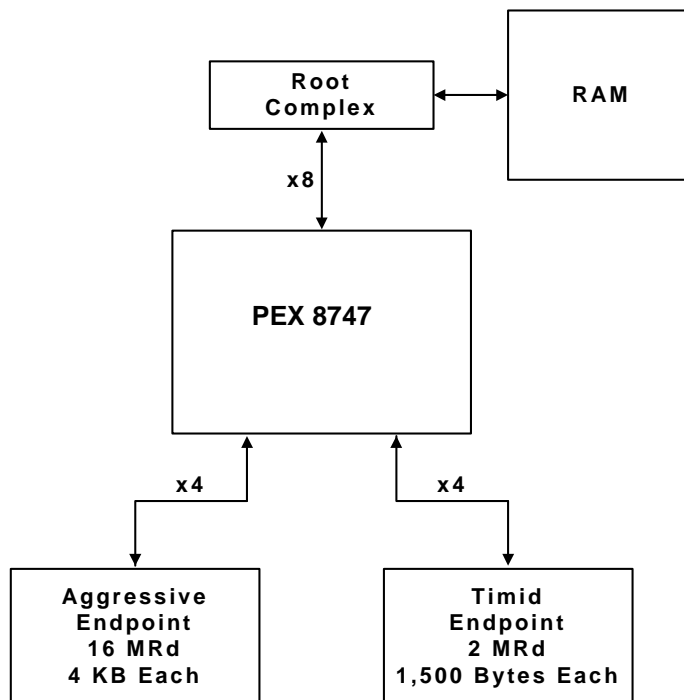 Root
Complex
RAM
x8
PEX 8747
x4
x4
Aggressive
Endpoint
16 MRd
4 KB Each
Timid
Endpoint
2 MRd
1,500 Bytes Each